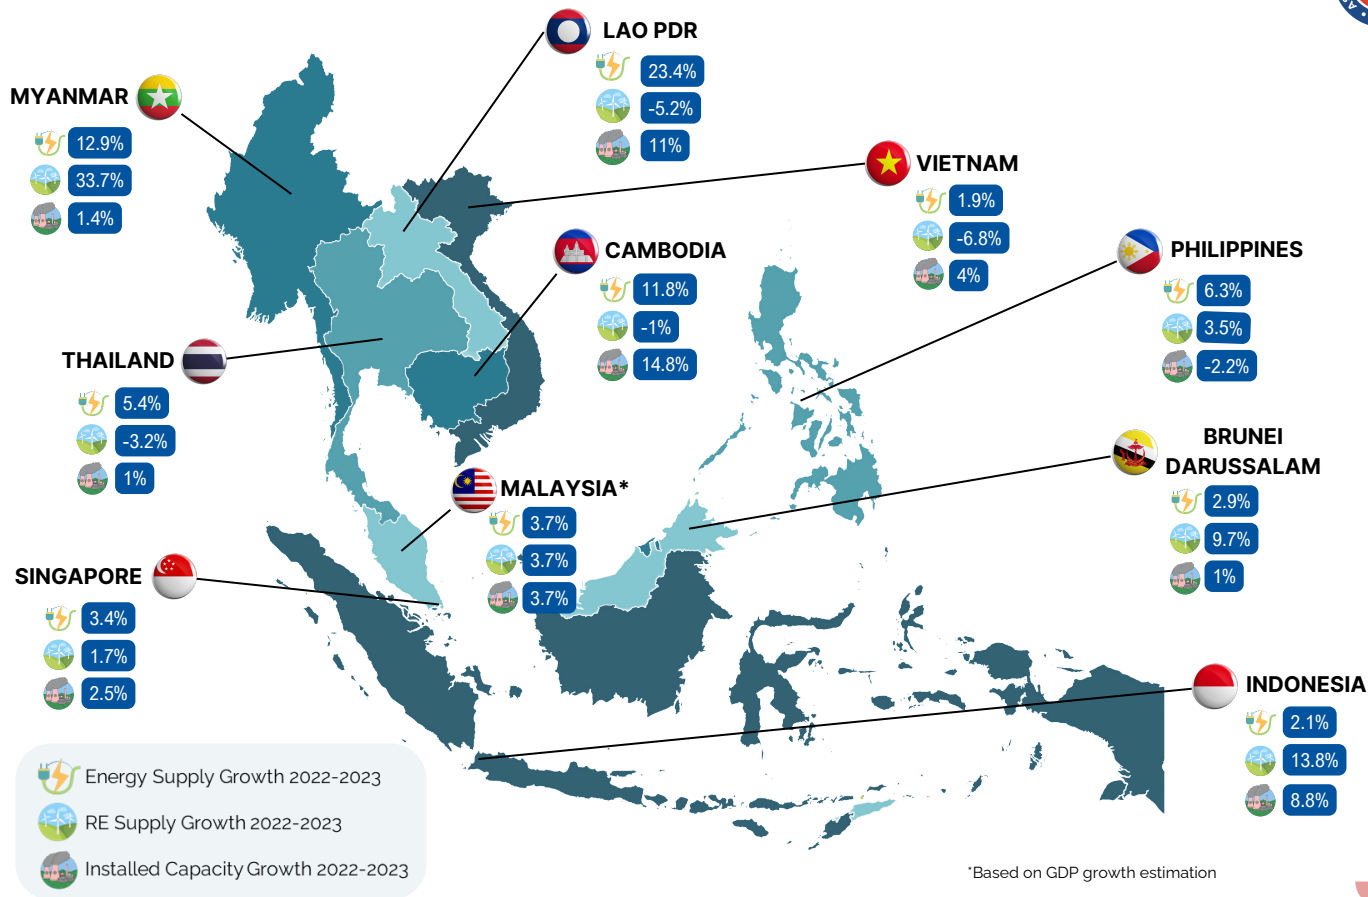 LAO PDR
23.4%
-5.2%
11%
MYANMAR
12.9%
33.7%
1.4%
VIETNAM
1.9%
-6.8%
4%
CAMBODIA
11.8%
-1%
14.8%
PHILIPPINES
6.3%
3.5%
-2.2%
THAILAND
5.4%
-3.2%
1%
BRUNEI
DARUSSALAM
2.9%
9.7%
1%
MALAYSIA*
3.7%
3.7%
3.7%
SINGAPORE
3.4%
1.7%
2.5%
INDONESIA
2.1%
13.8%
8.8%
Energy Supply Growth 2022-2023
RE Supply Growth 2022-2023
Installed Capacity Growth 2022-2023
*Based on GDP growth estimation